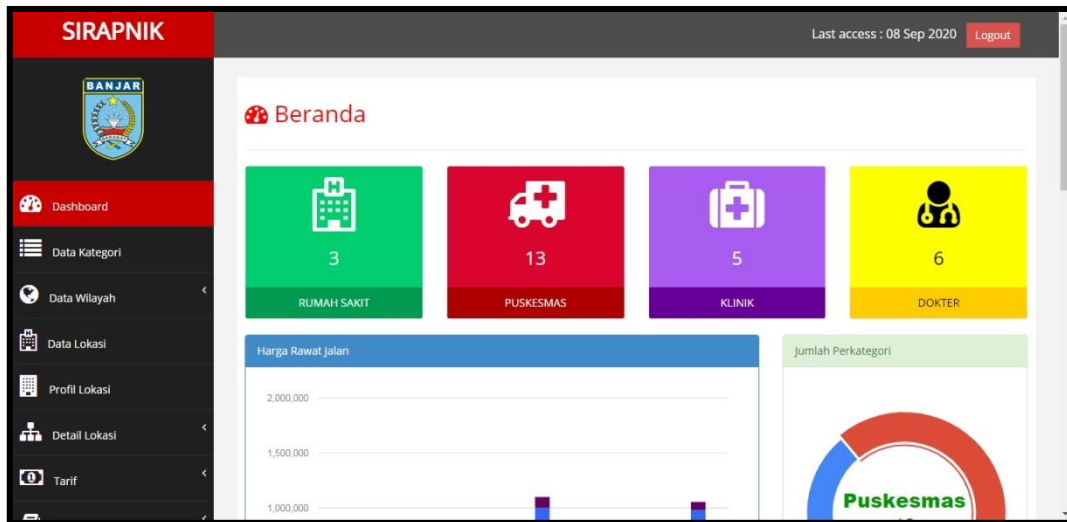 SIRAPNIK
Last access : 08 Sep 2020 Logout
BANJAR
Dashboard
Data Kategori
Data Wilayah
Data Lokasi
Profil Lokasi
Detail Lokasi
Tarif
Beranda
3
RUMAH SAKIT
13
PUSKESMAS
5
KLINIK
6
DOKTER
Harga Rawat Jalan
2,000,000
1,500,000
1,000,000
Jumlah Perkategori
Puskesmas